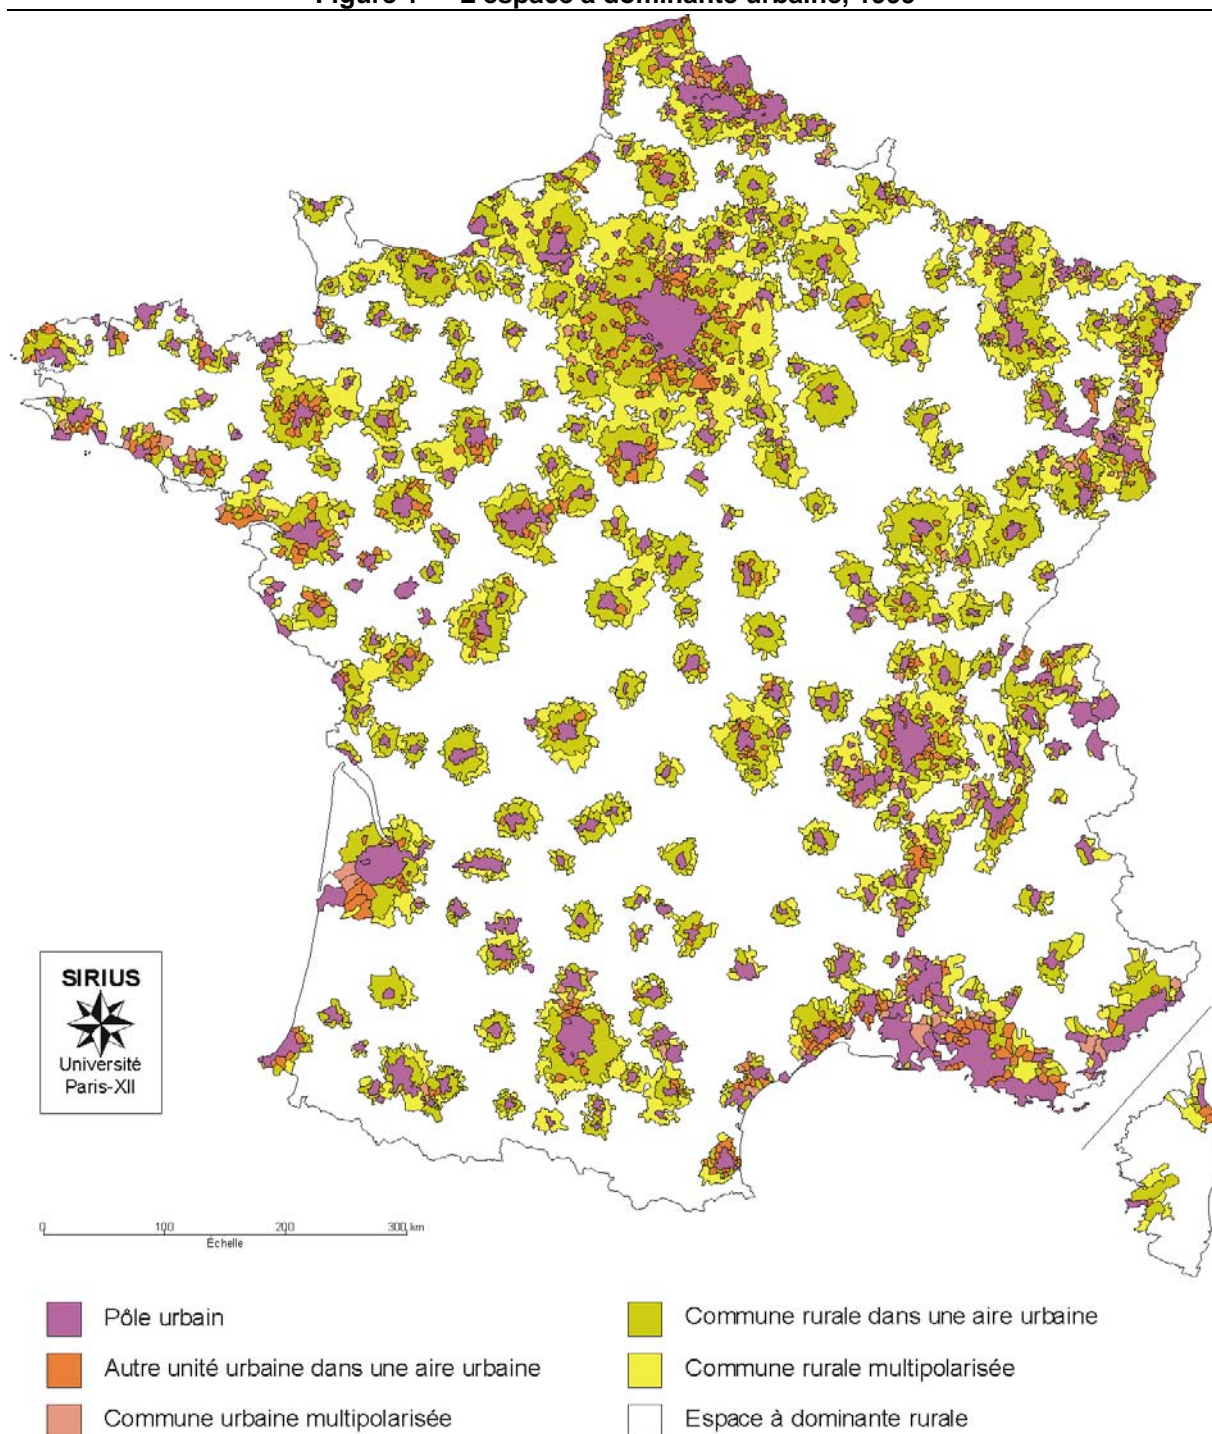 SIRIUS
Université
Paris-XII
0 100 200 300 km
Échelle
Pôle urbain
Commune rurale dans une aire urbaine
Autre unité urbaine dans une aire urbaine
Commune rurale multipolarisée
Commune urbaine multipolarisée
Espace à dominante rurale